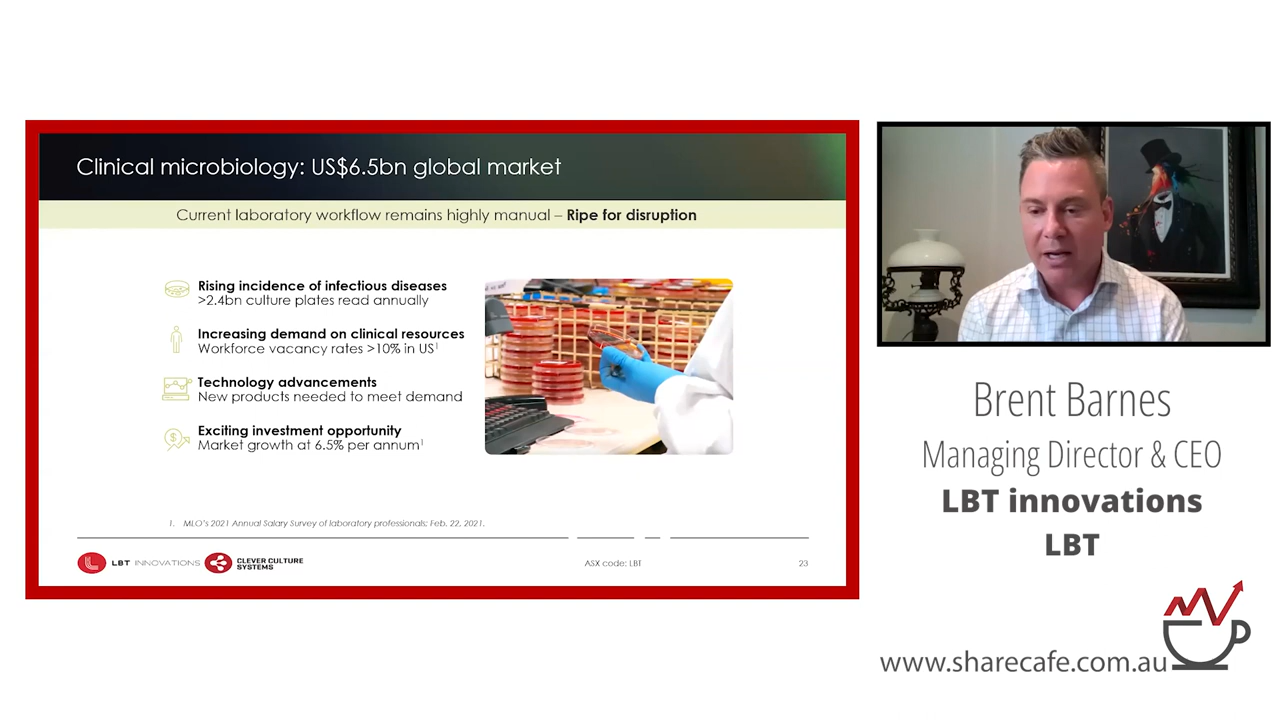 Clinical microbiology: US$6.5bn global market
Current laboratory workflow remains highly manual – Ripe for disruption
Rising incidence of infectious diseases
>2.4bn culture plates read annually
Increasing demand on clinical resources
Workforce vacancy rates >10% in US1
Technology advancements
New products needed to meet demand
Exciting investment opportunity
Market growth at 6.5% per annum1
1. MLO's 2021 Annual Salary Survey of laboratory professionals; Feb. 22, 2021.
LBT INNOVATIONS
CLEVER CULTURE
SYSTEMS
ASX code: LBT
23
Brent Barnes
Managing Director & CEO
LBT innovations
LBT
www.sharecafe.com.au